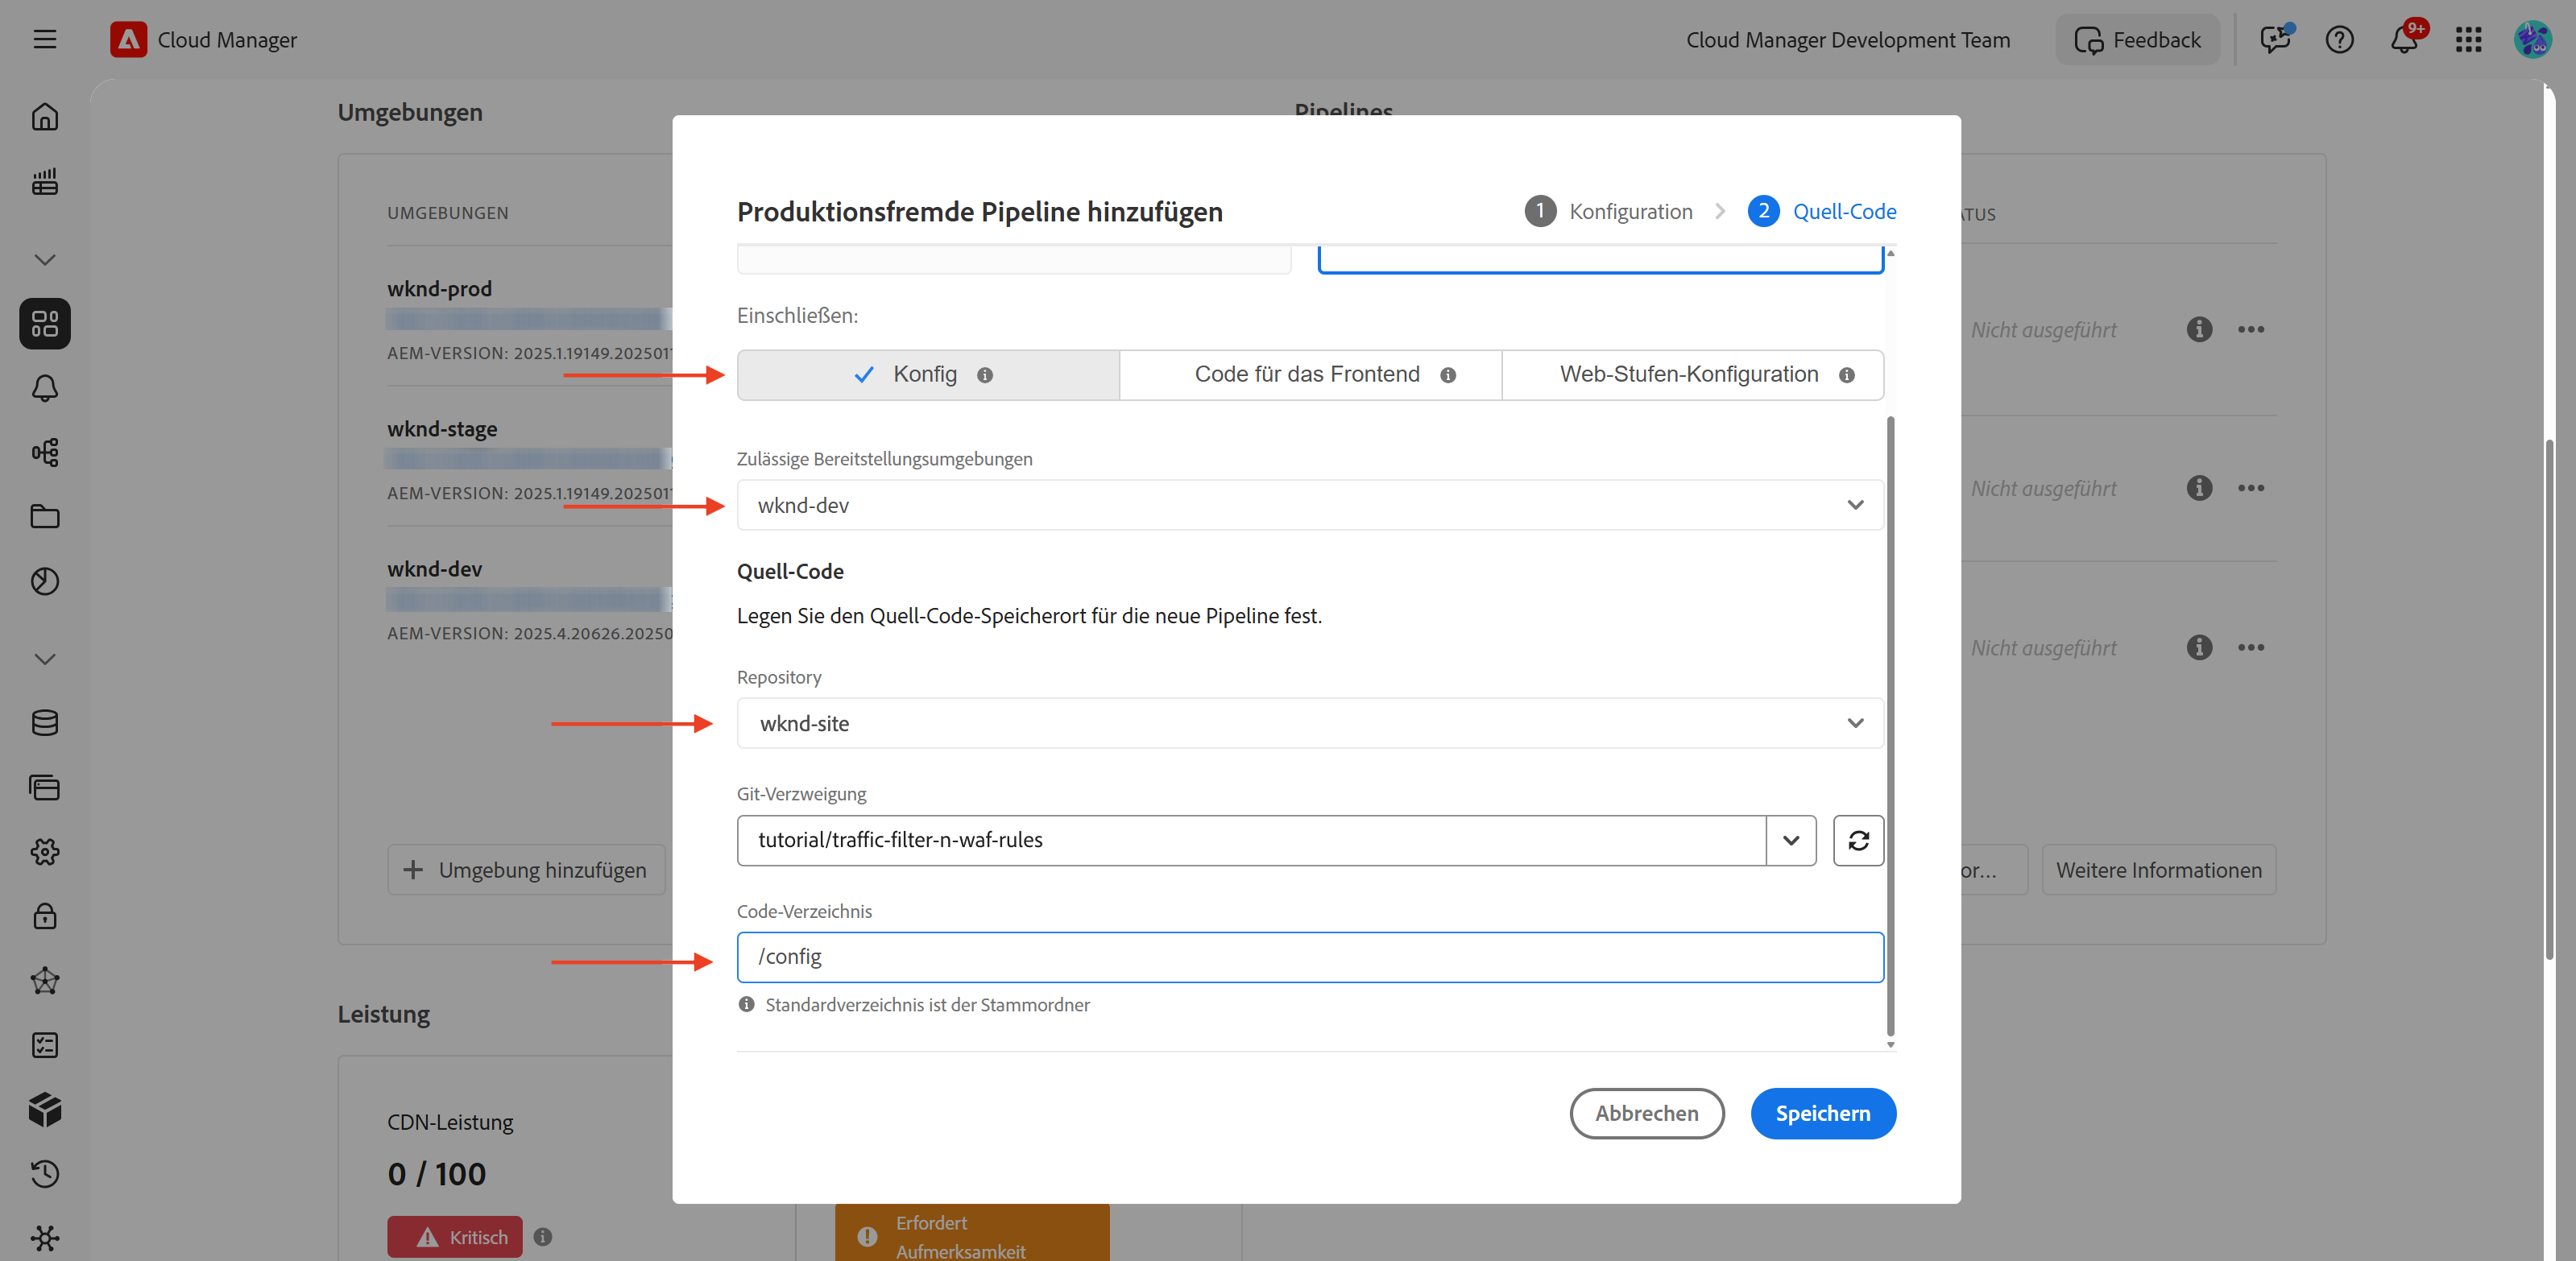 Cloud Manager
Cloud Manager Development Team
Feedback
9+
Umgebungen
Pipelines
UMGEBUNGEN
wknd-prod
AEM-VERSION: 2025.1.19149.2025011
wknd-stage
AEM-VERSION: 2025.1.19149.2025011
wknd-dev
AEM-VERSION: 2025.4.20626.20250
Umgebung hinzufügen
Produktionsfremde Pipeline hinzufügen
1 Konfiguration
2 Quell-Code
Einschließen:
Konfig
Code für das Frontend
Web-Stufen-Konfiguration
Zulässige Bereitstellungsumgebungen
wknd-dev
Quell-Code
Legen Sie den Quell-Code-Speicherort für die neue Pipeline fest.
Repository
wknd-site
Git-Verzweigung
tutorial/traffic-filter-n-waf-rules
Code-Verzeichnis
/config
Standardverzeichnis ist der Stammordner
Abbrechen
Speichern
ATUS
Nicht ausgeführt
Nicht ausgeführt
Nicht ausgeführt
or...
Weitere Informationen
Leistung
CDN-Leistung
0 / 100
Kritisch
Erfordert
Aufmerksamkeit